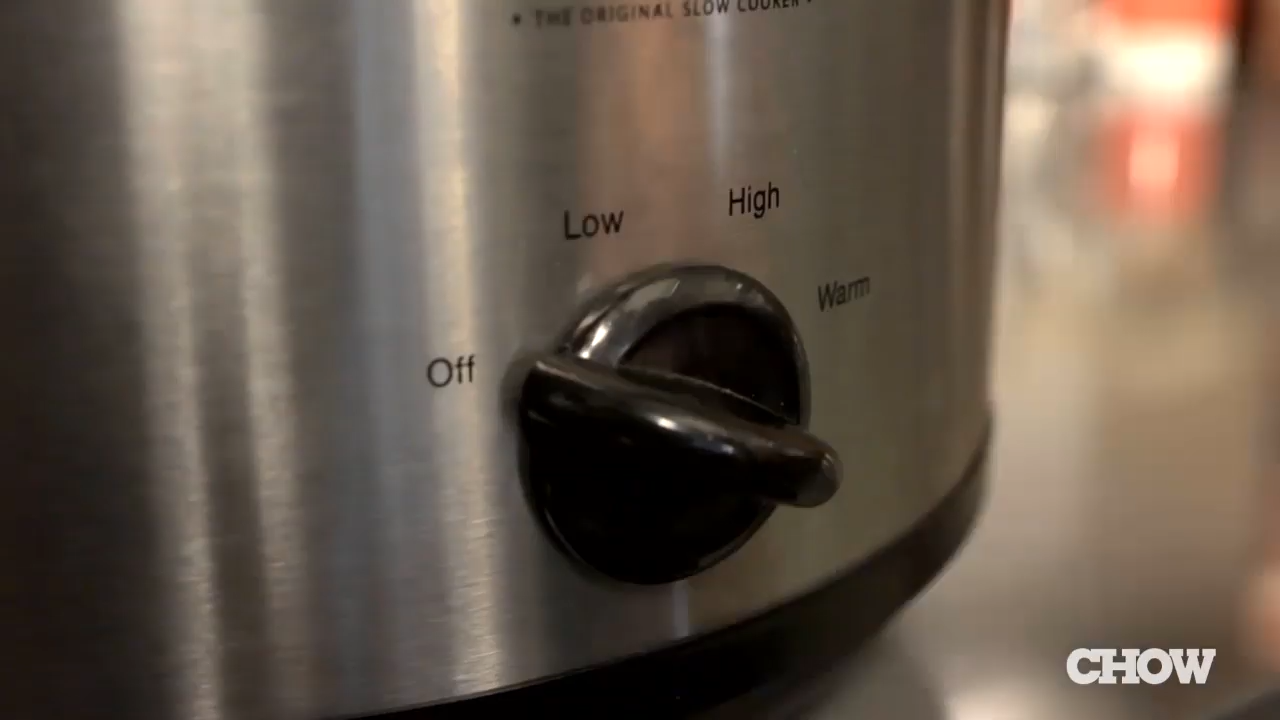 • THE ORIGINAL SLOW COOKER •
High
Low
Warm
Off
CHOW